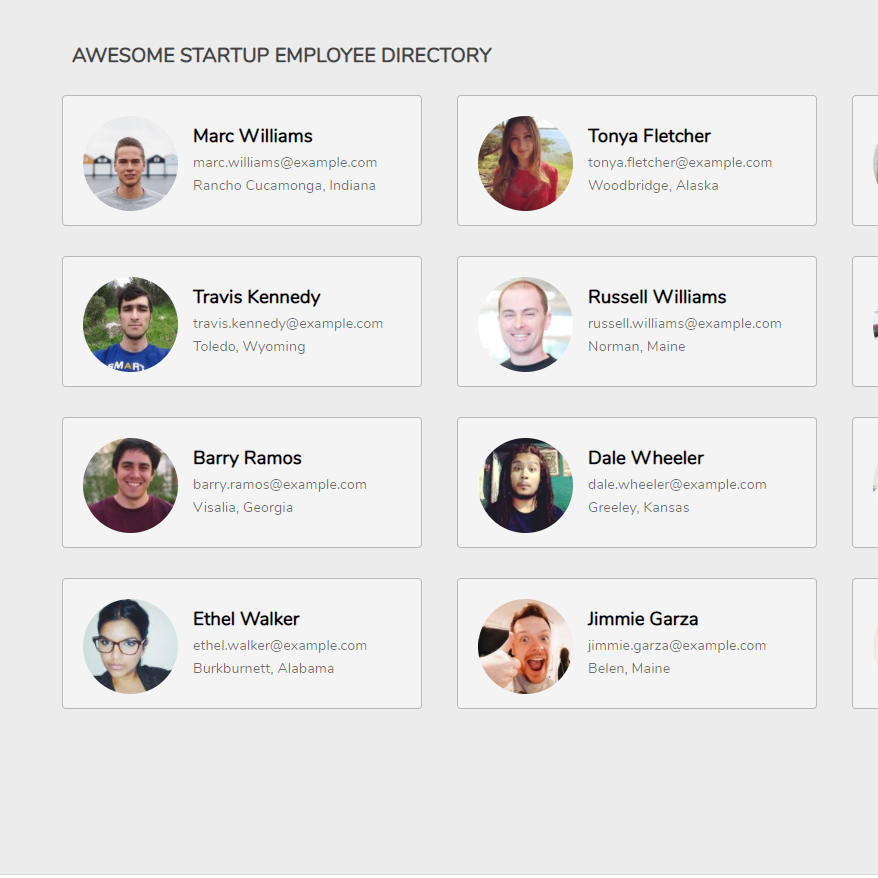 AWESOME STARTUP EMPLOYEE DIRECTORY
Marc Williams
marc.williams@example.com
Rancho Cucamonga, Indiana
Tonya Fletcher
tonya.fletcher@example.com
Woodbridge, Alaska
Travis Kennedy
travis.kennedy@example.com
Toledo, Wyoming
Russell Williams
russell.williams@example.com
Norman, Maine
Barry Ramos
barry.ramos@example.com
Visalia, Georgia
Dale Wheeler
dale.wheeler@example.com
Greeley, Kansas
Ethel Walker
ethel.walker@example.com
Burkburnett, Alabama
Jimmie Garza
jimmie.garza@example.com
Belen, Maine